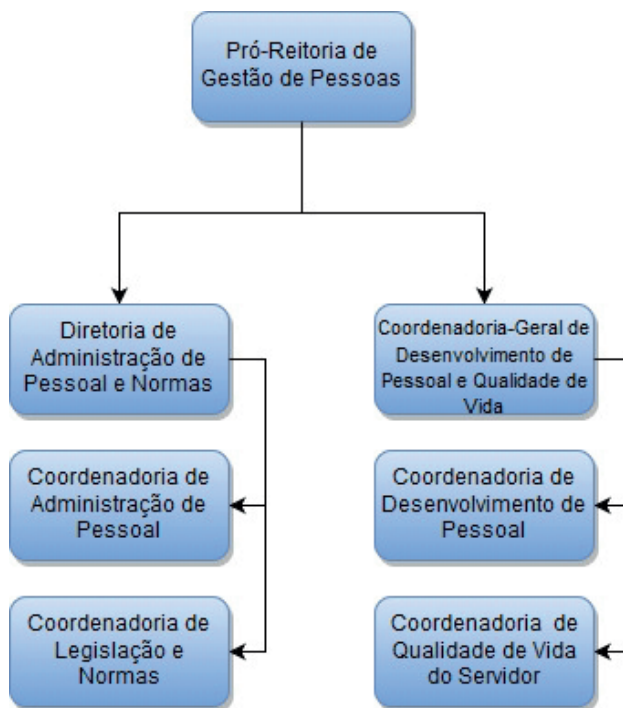 Pró-Reitoria de
Gestão de Pessoas
Diretoria de
Administração de
Pessoal e Normas
Coordenadoria-Geral de
Desenvolvimento de
Pessoal e Qualidade de
Vida
Coordenadoria de
Administração de
Pessoal
Coordenadoria de
Desenvolvimento de
Pessoal
Coordenadoria de
Legislação e
Normas
Coordenadoria de
Qualidade de Vida
do Servidor